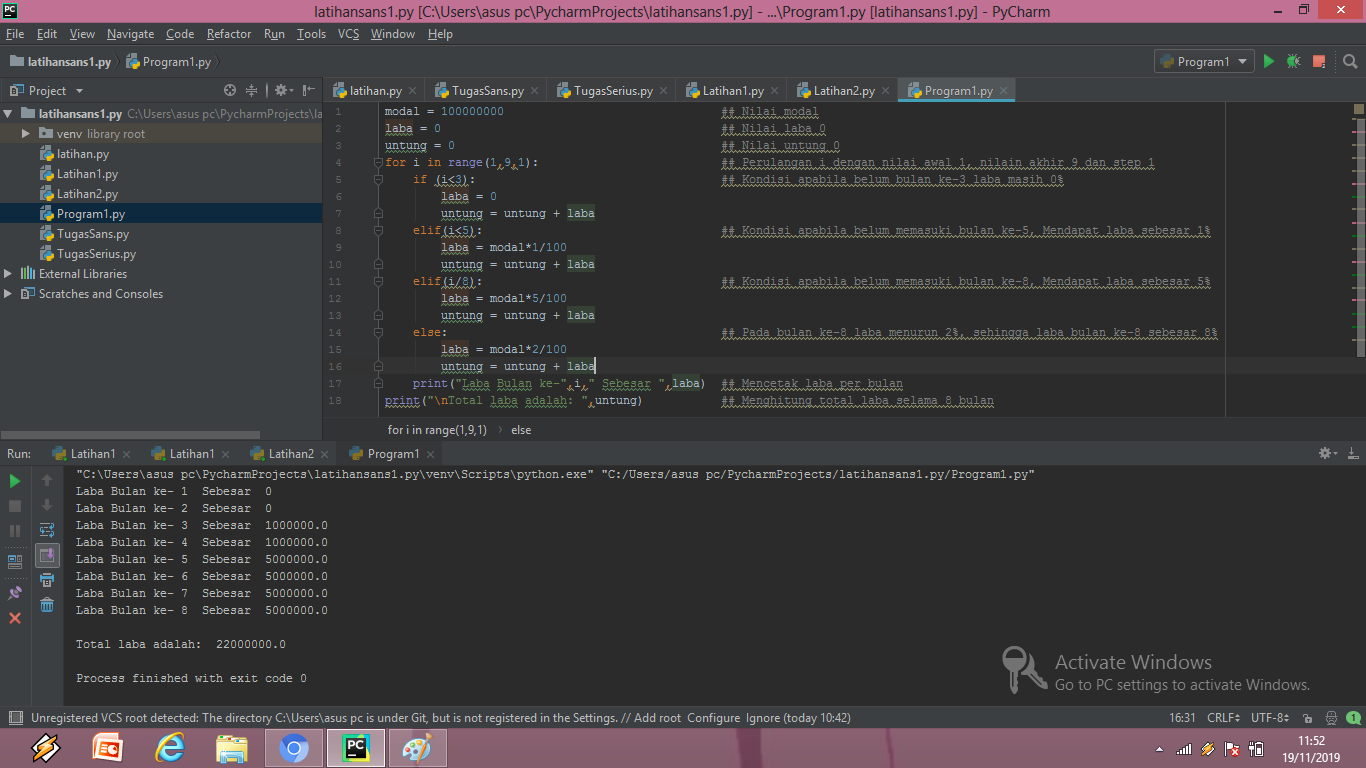 latihansans1.py [C:\Users\asus pc\PycharmProjects\latihansans1.py] - ...\Program1.py [latihansans1.py] - PyCharm
File Edit View Navigate Code Refactor Run Tools VCS Window Help
latihansans1.py Program1.py Program1
Project
latihan.py TugasSans.py TugasSerius.py Latihan1.py Latihan2.py Program1.py
latihansans1.py C:\Users\asus pc\PycharmProjects\la
venv library root
latihan.py
Latihan1.py
Latihan2.py
Program1.py
TugasSans.py
TugasSerius.py
External Libraries
Scratches and Consoles
1 modal = 100000000 ## Nilai modal
2 laba = 0 ## Nilai laba 0
3 untung = 0 ## Nilai untung 0
4 for i in range(1,9,1): ## Perulangan i dengan nilai awal 1, nilain akhir 9 dan step 1
5 if (i<3): ## Kondisi apabila belum bulan ke-3 laba masih 0%
6 laba = 0
7 untung = untung + laba
8 elif(i<5): ## Kondisi apabila belum memasuki bulan ke-5, Mendapat laba sebesar 1%
9 laba = modal*1/100
10 untung = untung + laba
11 elif(i/8): ## Kondisi apabila belum memasuki bulan ke-8, Mendapat laba sebesar 5%
12 laba = modal*5/100
13 untung = untung + laba
14 else: ## Pada bulan ke-8 laba menurun 2%, sehingga laba bulan ke-8 sebesar 8%
15 laba = modal*2/100
16 untung = untung + laba
17 print("Laba Bulan ke-",i," Sebesar ",laba) ## Mencetak laba per bulan
18 print("\nTotal laba adalah: ",untung) ## Menghitung total laba selama 8 bulan
for i in range(1,9,1) else
Run: Latihan1 Latihan1 Latihan2 Program1
"C:\Users\asus pc\PycharmProjects\latihansans1.py\venv\Scripts\python.exe" "C:/Users/asus pc/PycharmProjects/latihansans1.py/Program1.py"
Laba Bulan ke- 1 Sebesar 0
Laba Bulan ke- 2 Sebesar 0
Laba Bulan ke- 3 Sebesar 1000000.0
Laba Bulan ke- 4 Sebesar 1000000.0
Laba Bulan ke- 5 Sebesar 5000000.0
Laba Bulan ke- 6 Sebesar 5000000.0
Laba Bulan ke- 7 Sebesar 5000000.0
Laba Bulan ke- 8 Sebesar 5000000.0
Total laba adalah: 22000000.0
Process finished with exit code 0
Activate Windows
Go to PC settings to activate Windows.
Unregistered VCS root detected: The directory C:\Users\asus pc is under Git, but is not registered in the Settings. // Add root Configure Ignore (today 10:42) 16:31 CRLF UTF-8 1
11:52
19/11/2019